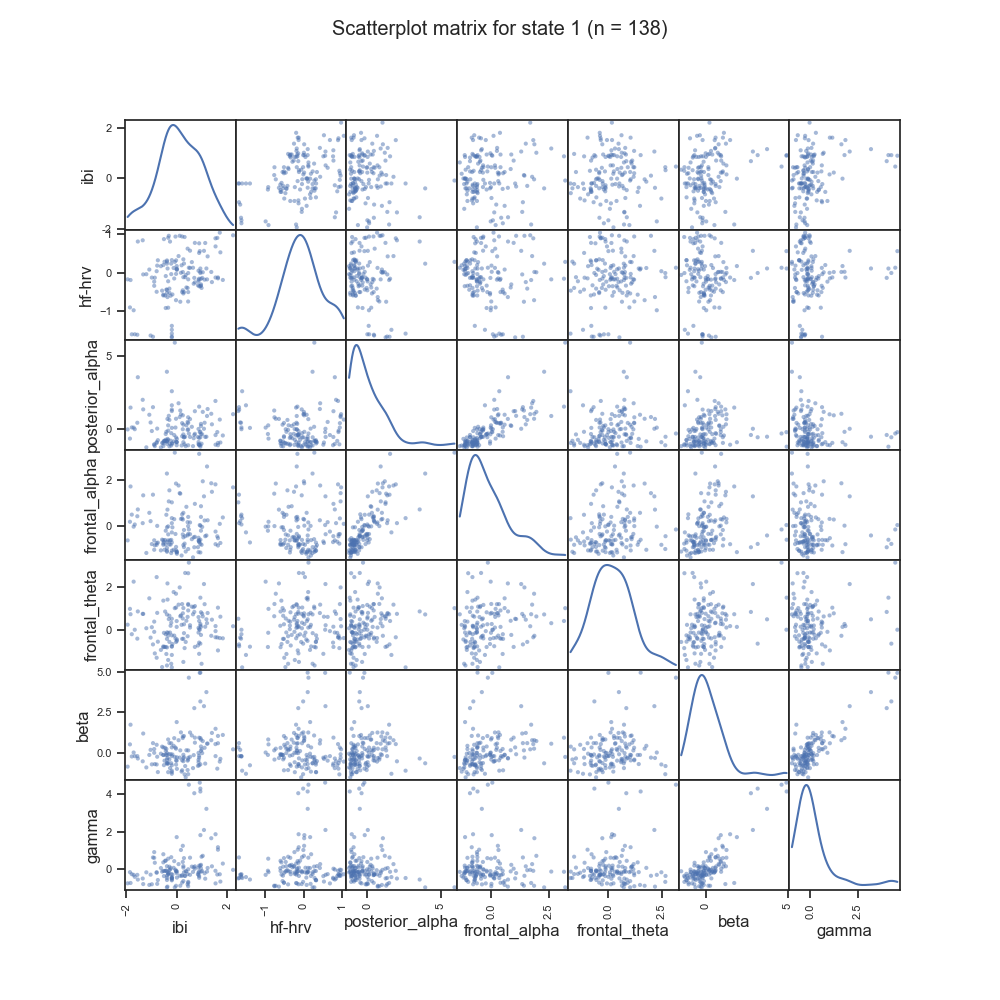 Scatterplot matrix for state 1 (n = 138)
ibi
2
0
−2
hf-hrv
0
−1
posterior_alpha
5
0
frontal_alpha
2
0
frontal_theta
2
0
beta
5.0
2.5
0.0
gamma
4
2
0
−2 0 2 −1 0 1 0 5 0.0 2.5 0.0 2.5 0 5 0.0 2.5
ibi hf-hrv posterior_alpha frontal_alpha frontal_theta beta gamma